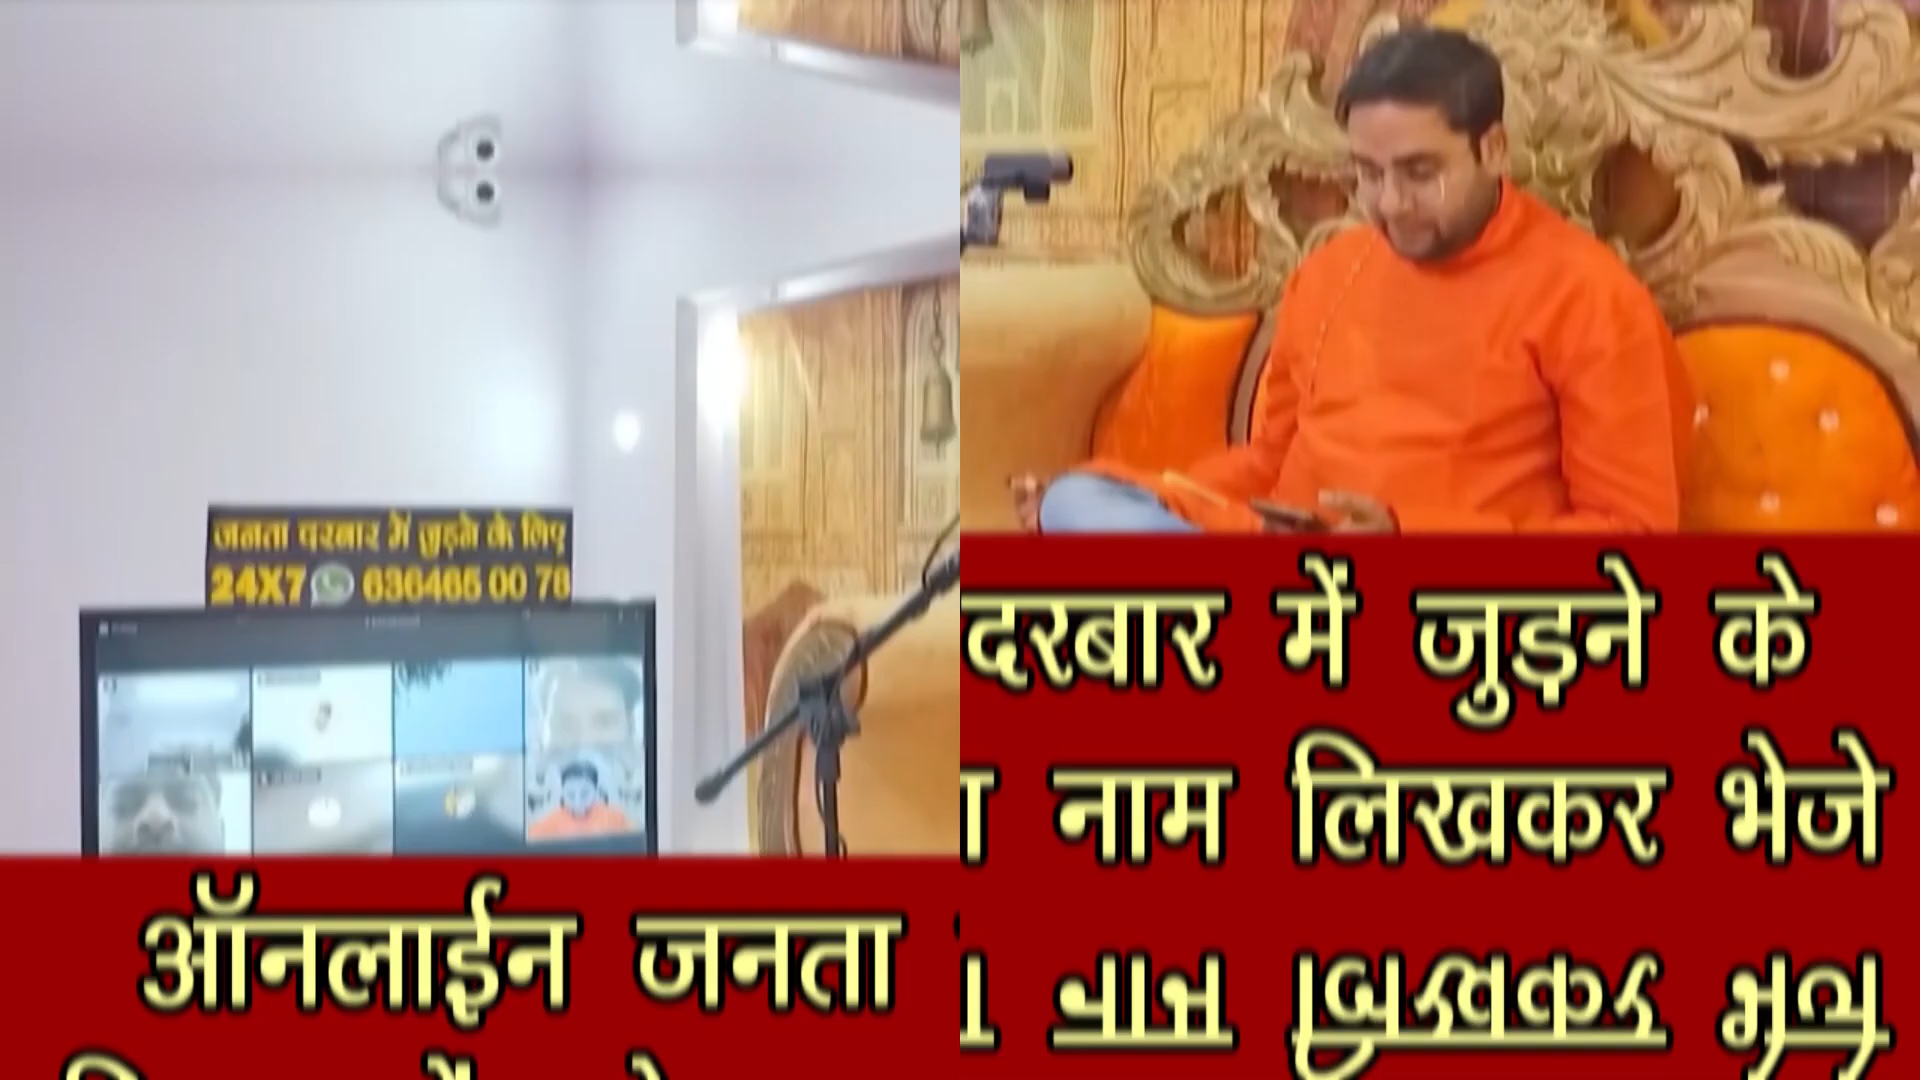 जनता दरबार में जुड़ने के लिए
24X7 636465 00 78
ऑनलाईन जनता
दरबार में जुड़ने के
नाम लिखकर भेजे